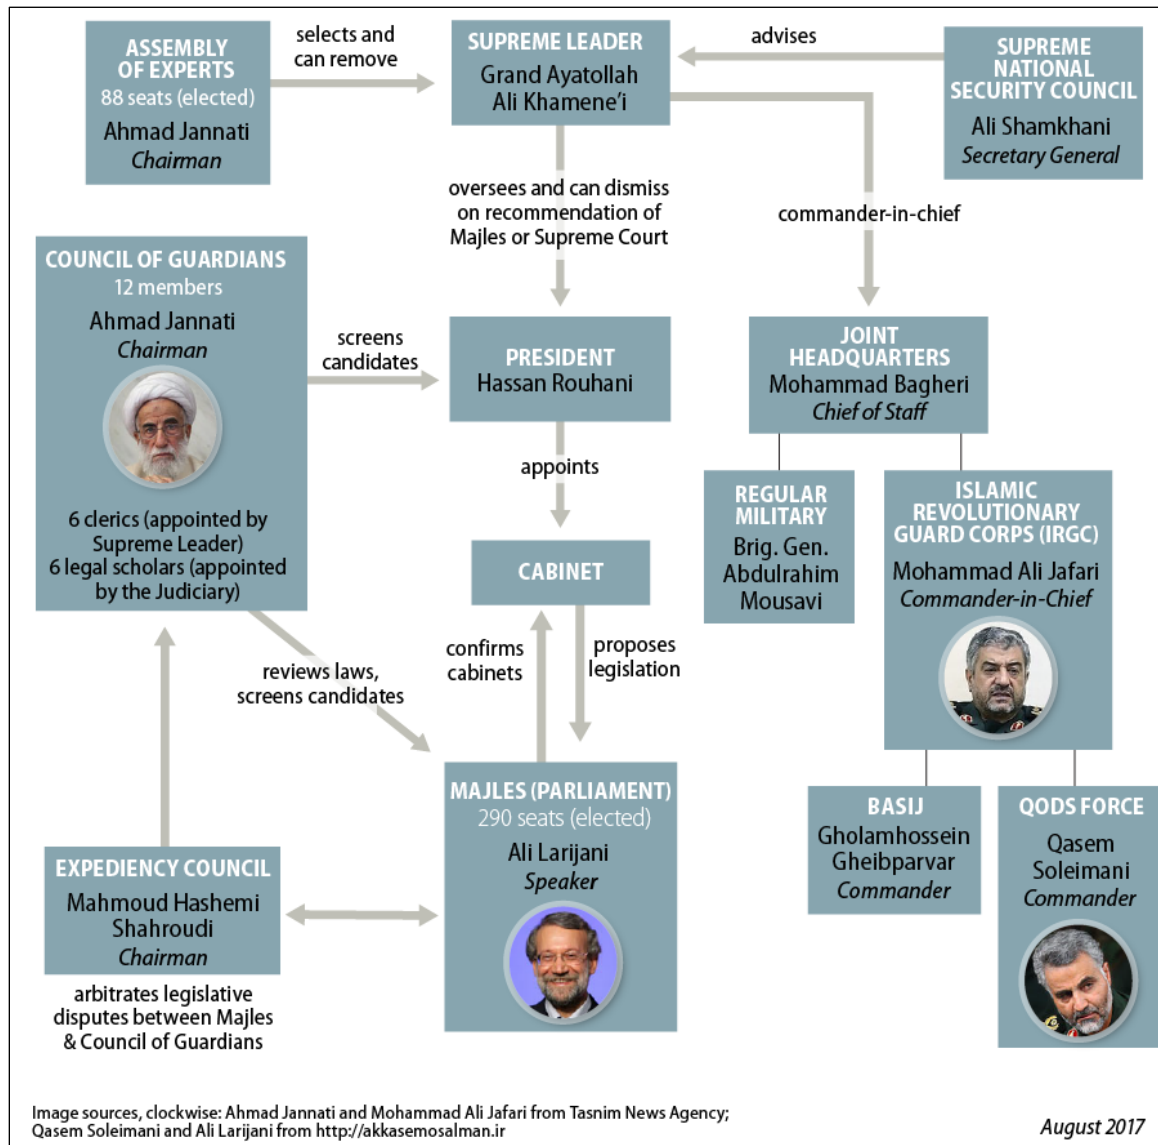 ASSEMBLY
OF EXPERTS
88 seats (elected)
Ahmad Jannati
Chairman
selects and
can remove
SUPREME LEADER
Grand Ayatollah
Ali Khamene’i
advises
SUPREME
NATIONAL
SECURITY COUNCIL
Ali Shamkhani
Secretary General
oversees and can dismiss
on recommendation of
Majles or Supreme Court
commander-in-chief
COUNCIL OF GUARDIANS
12 members
Ahmad Jannati
Chairman
6 clerics (appointed by
Supreme Leader)
6 legal scholars (appointed
by the Judiciary)
screens
candidates
PRESIDENT
Hassan Rouhani
JOINT
HEADQUARTERS
Mohammad Bagheri
Chief of Staff
appoints
REGULAR
MILITARY
Brig. Gen.
Abdulrahim
Mousavi
ISLAMIC
REVOLUTIONARY
GUARD CORPS (IRGC)
Mohammad Ali Jafari
Commander-in-Chief
CABINET
confirms
cabinets
proposes
legislation
reviews laws,
screens candidates
MAJLES (PARLIAMENT)
290 seats (elected)
Ali Larijani
Speaker
BASIJ
Gholamhossein
Gheibparvar
Commander
QODS FORCE
Qasem
Soleimani
Commander
EXPEDIENCY COUNCIL
Mahmoud Hashemi
Shahroudi
Chairman
arbitrates legislative
disputes between Majles
& Council of Guardians
Image sources, clockwise: Ahmad Jannati and Mohammad Ali Jafari from Tasnim News Agency;
Qasem Soleimani and Ali Larijani from http://akkasemosalman.ir
August 2017